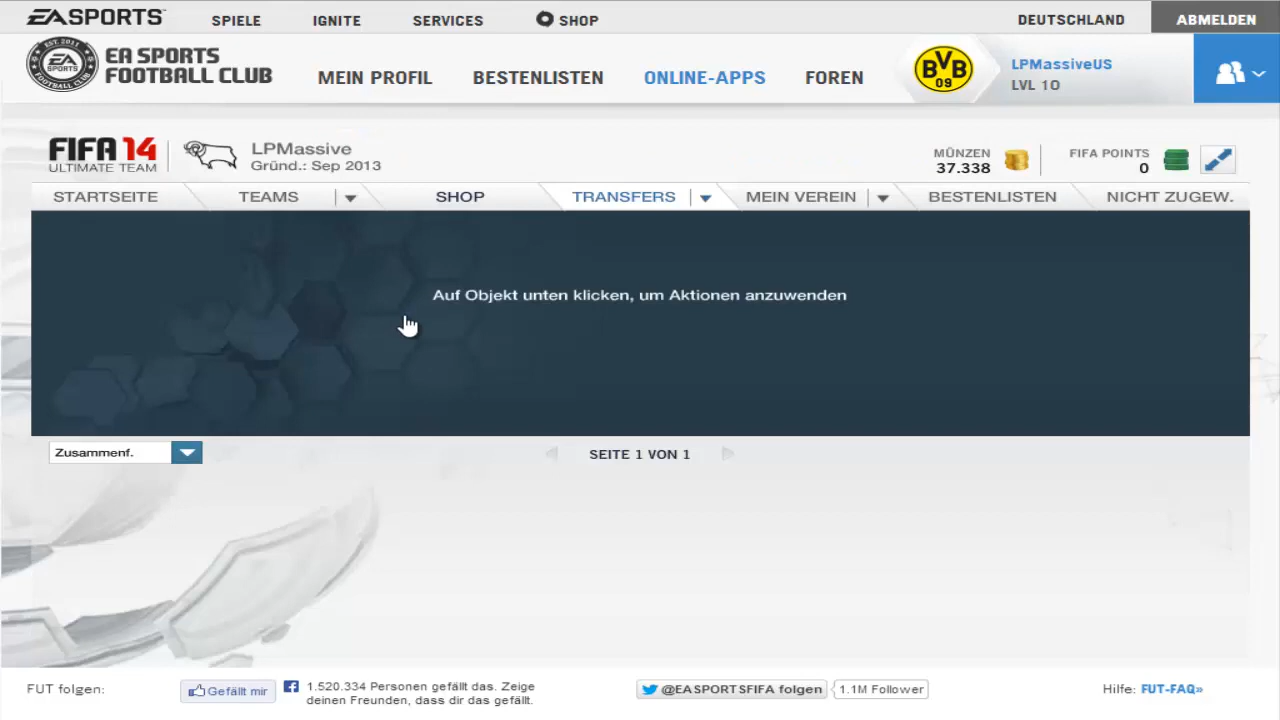 EA SPORTS SPIELE IGNITE SERVICES SHOP DEUTSCHLAND ABMELDEN
EST. 2011
EA SPORTS
EA SPORTS
FOOTBALL CLUB
MEIN PROFIL BESTENLISTEN ONLINE-APPS FOREN
BVB
09
LPMassiveUS
LVL 10
FIFA 14
ULTIMATE TEAM
LPMassive
Gründ.: Sep 2013
MÜNZEN
37.338
FIFA POINTS
0
STARTSEITE TEAMS SHOP TRANSFERS MEIN VEREIN BESTENLISTEN NICHT ZUGEW.
Auf Objekt unten klicken, um Aktionen anzuwenden
Zusammenf. SEITE 1 VON 1
FUT folgen: Gefällt mir
1.520.334 Personen gefällt das. Zeige
deinen Freunden, dass dir das gefällt.
@EASPORTSFIFA folgen 1.1M Follower
Hilfe: FUT-FAQ»